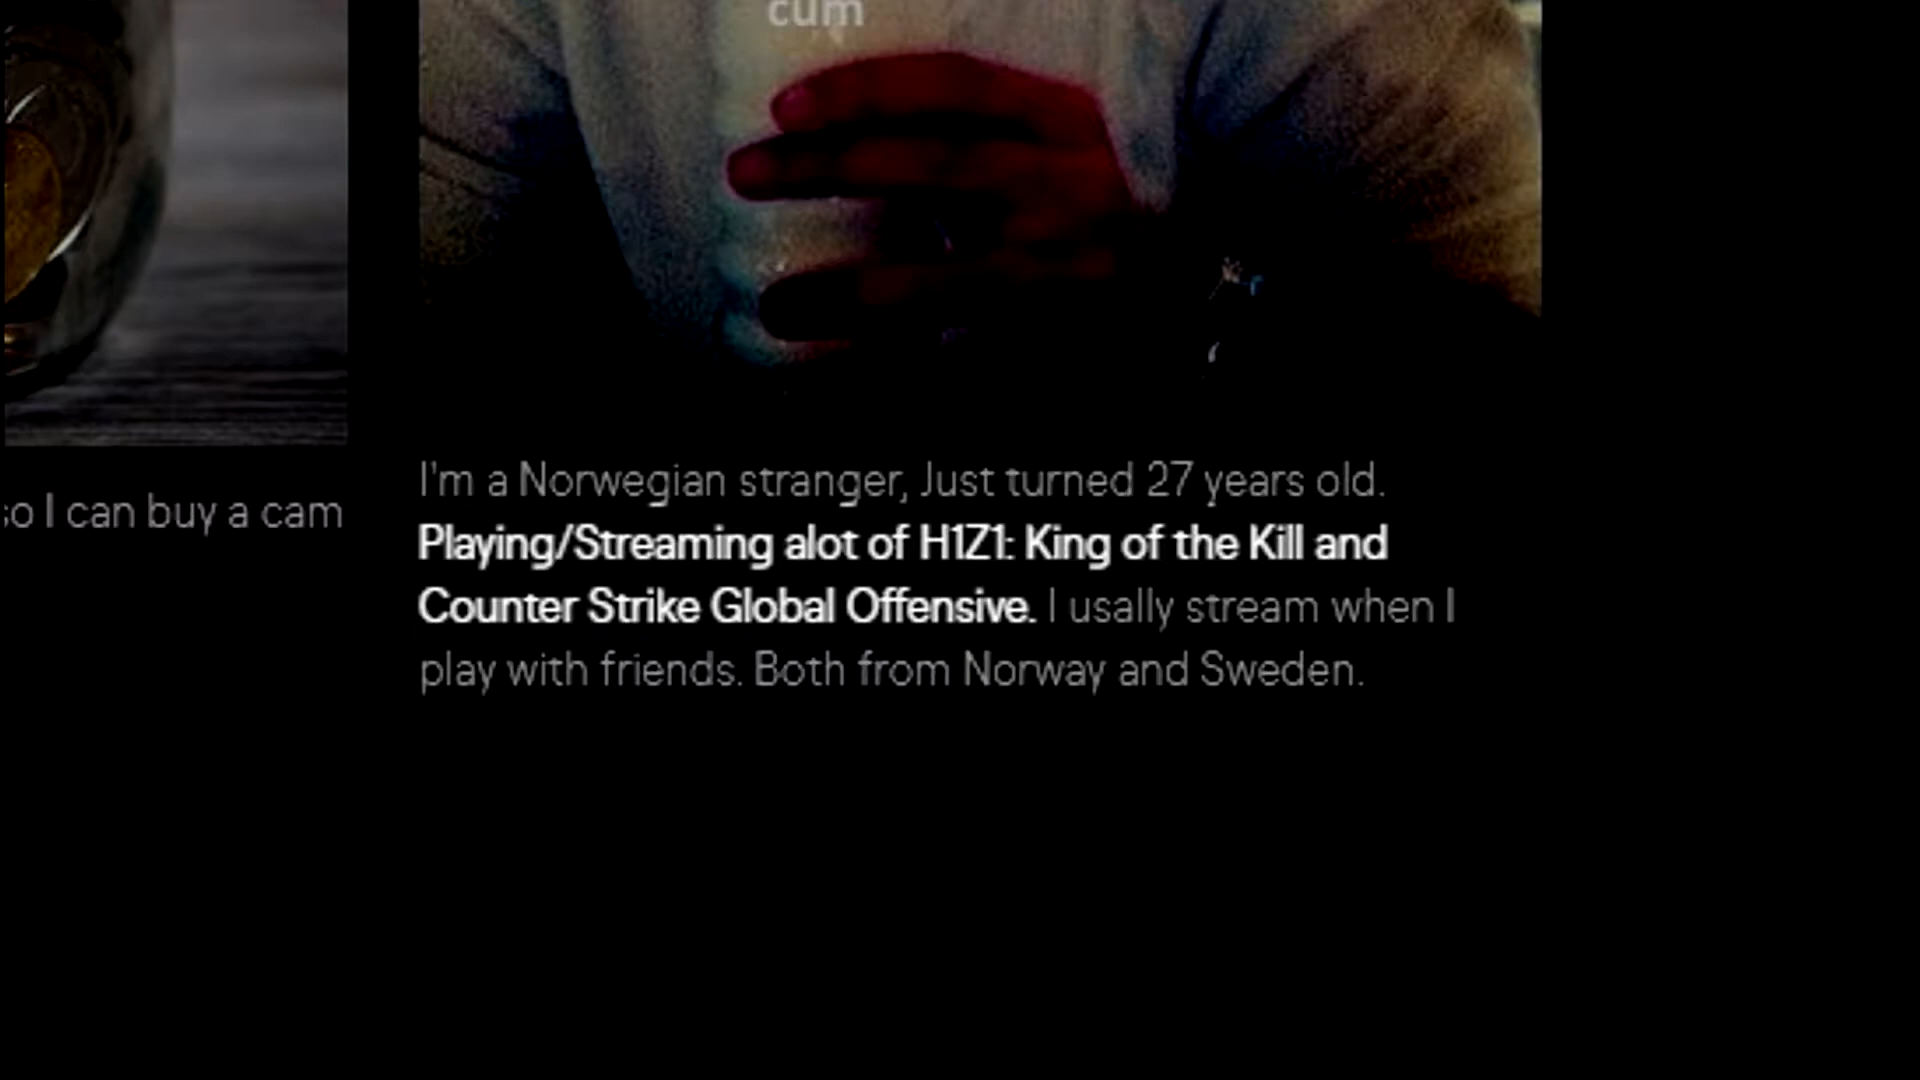 cum
so I can buy a cam
I'm a Norwegian stranger, Just turned 27 years old.
Playing/Streaming alot of H1Z1: King of the Kill and
Counter Strike Global Offensive. I usally stream when I
play with friends. Both from Norway and Sweden.